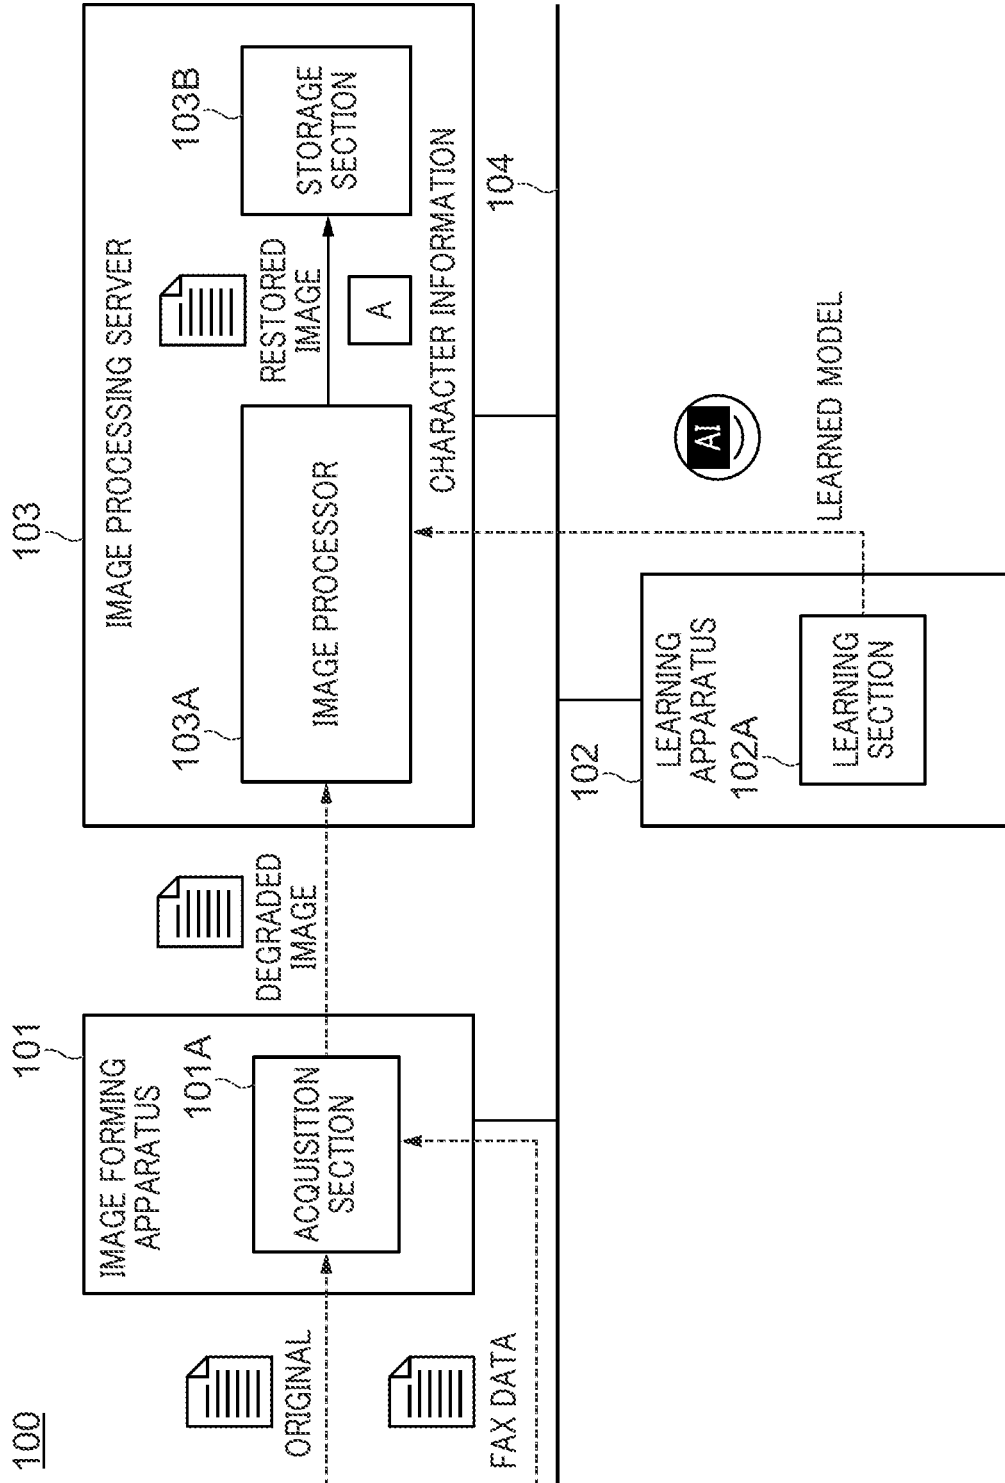 100
101
IMAGE FORMING
APPARATUS
101A
ACQUISITION
SECTION
ORIGINAL
FAX DATA
DEGRADED
IMAGE
103
IMAGE PROCESSING SERVER
103A
IMAGE PROCESSOR
RESTORED
IMAGE
A
CHARACTER INFORMATION
103B
STORAGE
SECTION
104
102
LEARNING
APPARATUS
102A
LEARNING
SECTION
AI
LEARNED MODEL